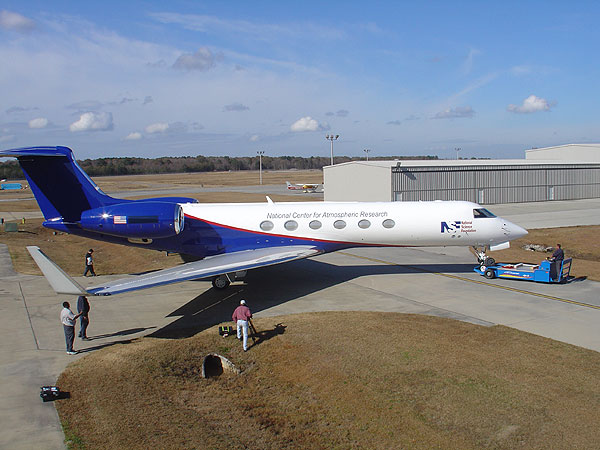 National Center for Atmospheric Research
NSF
National
Science
Foundation